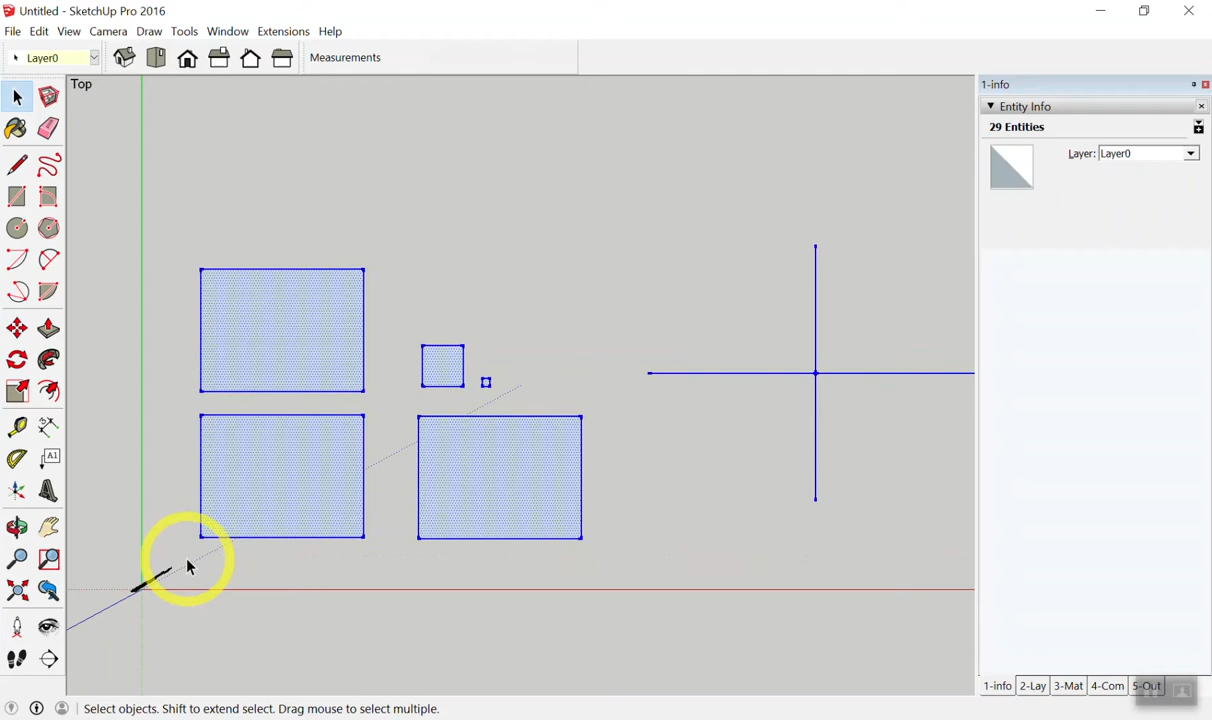 Untitled - SketchUp Pro 2016
File Edit View Camera Draw Tools Window Extensions Help
Layer0
Measurements
Top
1-info
Entity Info
29 Entities
Layer: Layer0
A1
1-info 2-Lay 3-Mat 4-Com 5-Out
Select objects. Shift to extend select. Drag mouse to select multiple.